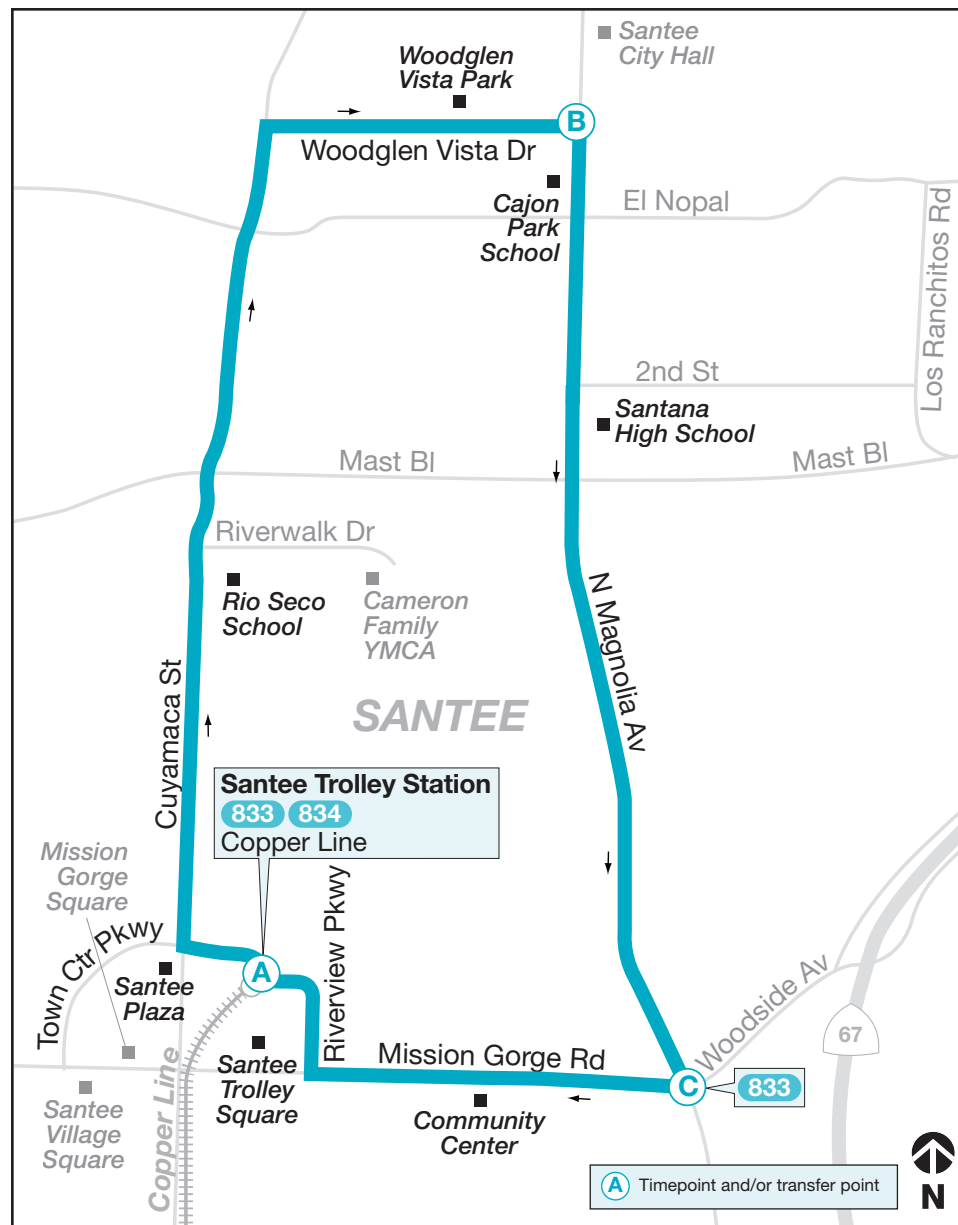 Santee
City Hall
Woodglen
Vista Park
B
Woodglen Vista Dr
Cajon
Park
School
El Nopal
Los Ranchitos Rd
2nd St
Santana
High School
Mast Bl
Mast Bl
Riverwalk Dr
Rio Seco
School
Cameron
Family
YMCA
N Magnolia Av
Cuyamaca St
SANTEE
Santee Trolley Station
833 834
Copper Line
Mission
Gorge
Square
Town Ctr Pkwy
Riverview Pkwy
A
Santee
Plaza
Woodside Av
67
Copper Line
Santee
Trolley
Square
Mission Gorge Rd
C
833
Santee
Village
Square
Community
Center
A Timepoint and/or transfer point
N